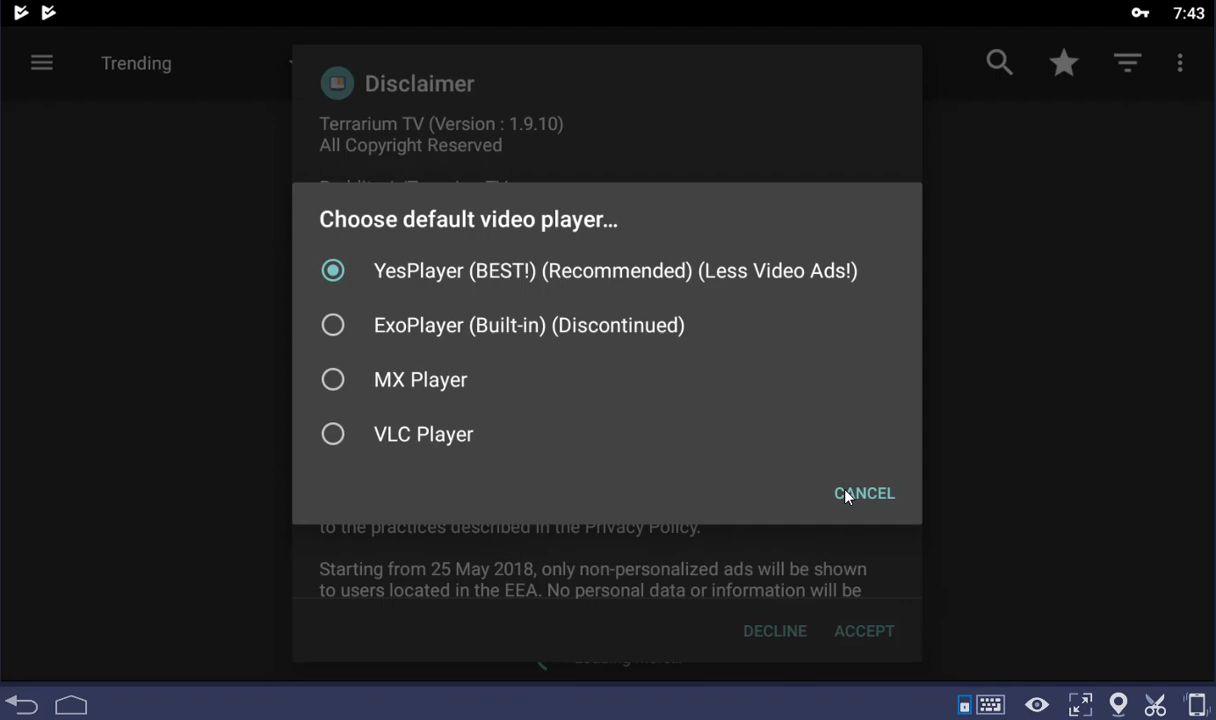 7:43
Trending
Disclaimer
Terrarium TV (Version : 1.9.10)
All Copyright Reserved
Choose default video player...
YesPlayer (BEST!) (Recommended) (Less Video Ads!)
ExoPlayer (Built-in) (Discontinued)
MX Player
VLC Player
CANCEL
to the practices described in the Privacy Policy.
Starting from 25 May 2018, only non-personalized ads will be shown
to users located in the EEA. No personal data or information will be
DECLINE ACCEPT